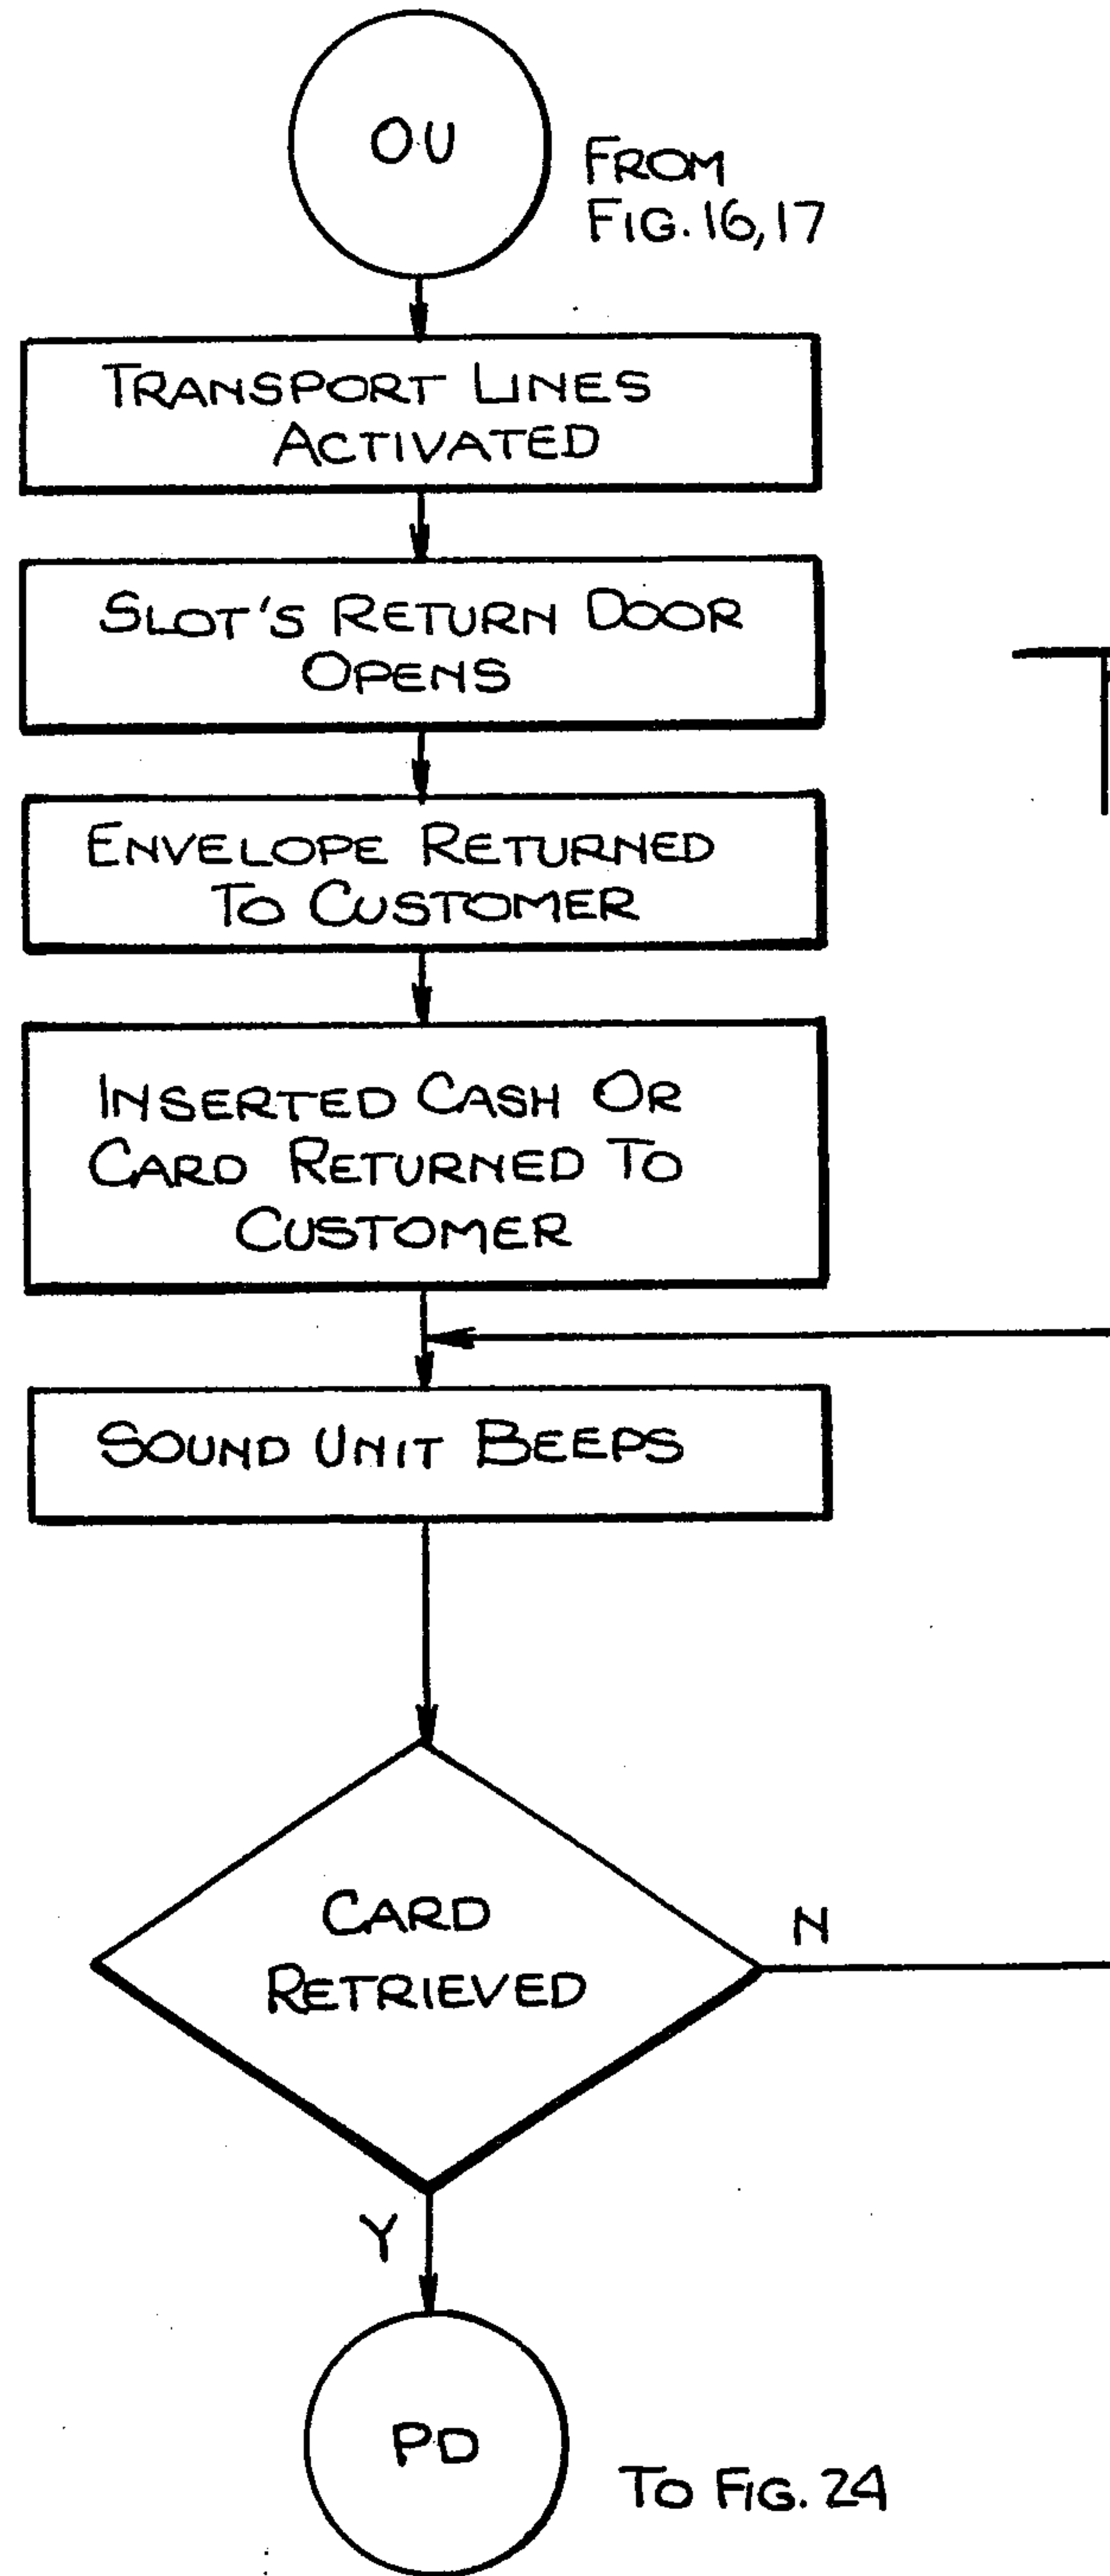 OU
FROM
FIG. 16, 17
TRANSPORT LINES
ACTIVATED
SLOT'S RETURN DOOR
OPENS
ENVELOPE RETURNED
TO CUSTOMER
INSERTED CASH OR
CARD RETURNED TO
CUSTOMER
SOUND UNIT BEEPS
CARD
RETRIEVED
N
Y
PD
TO FIG. 24